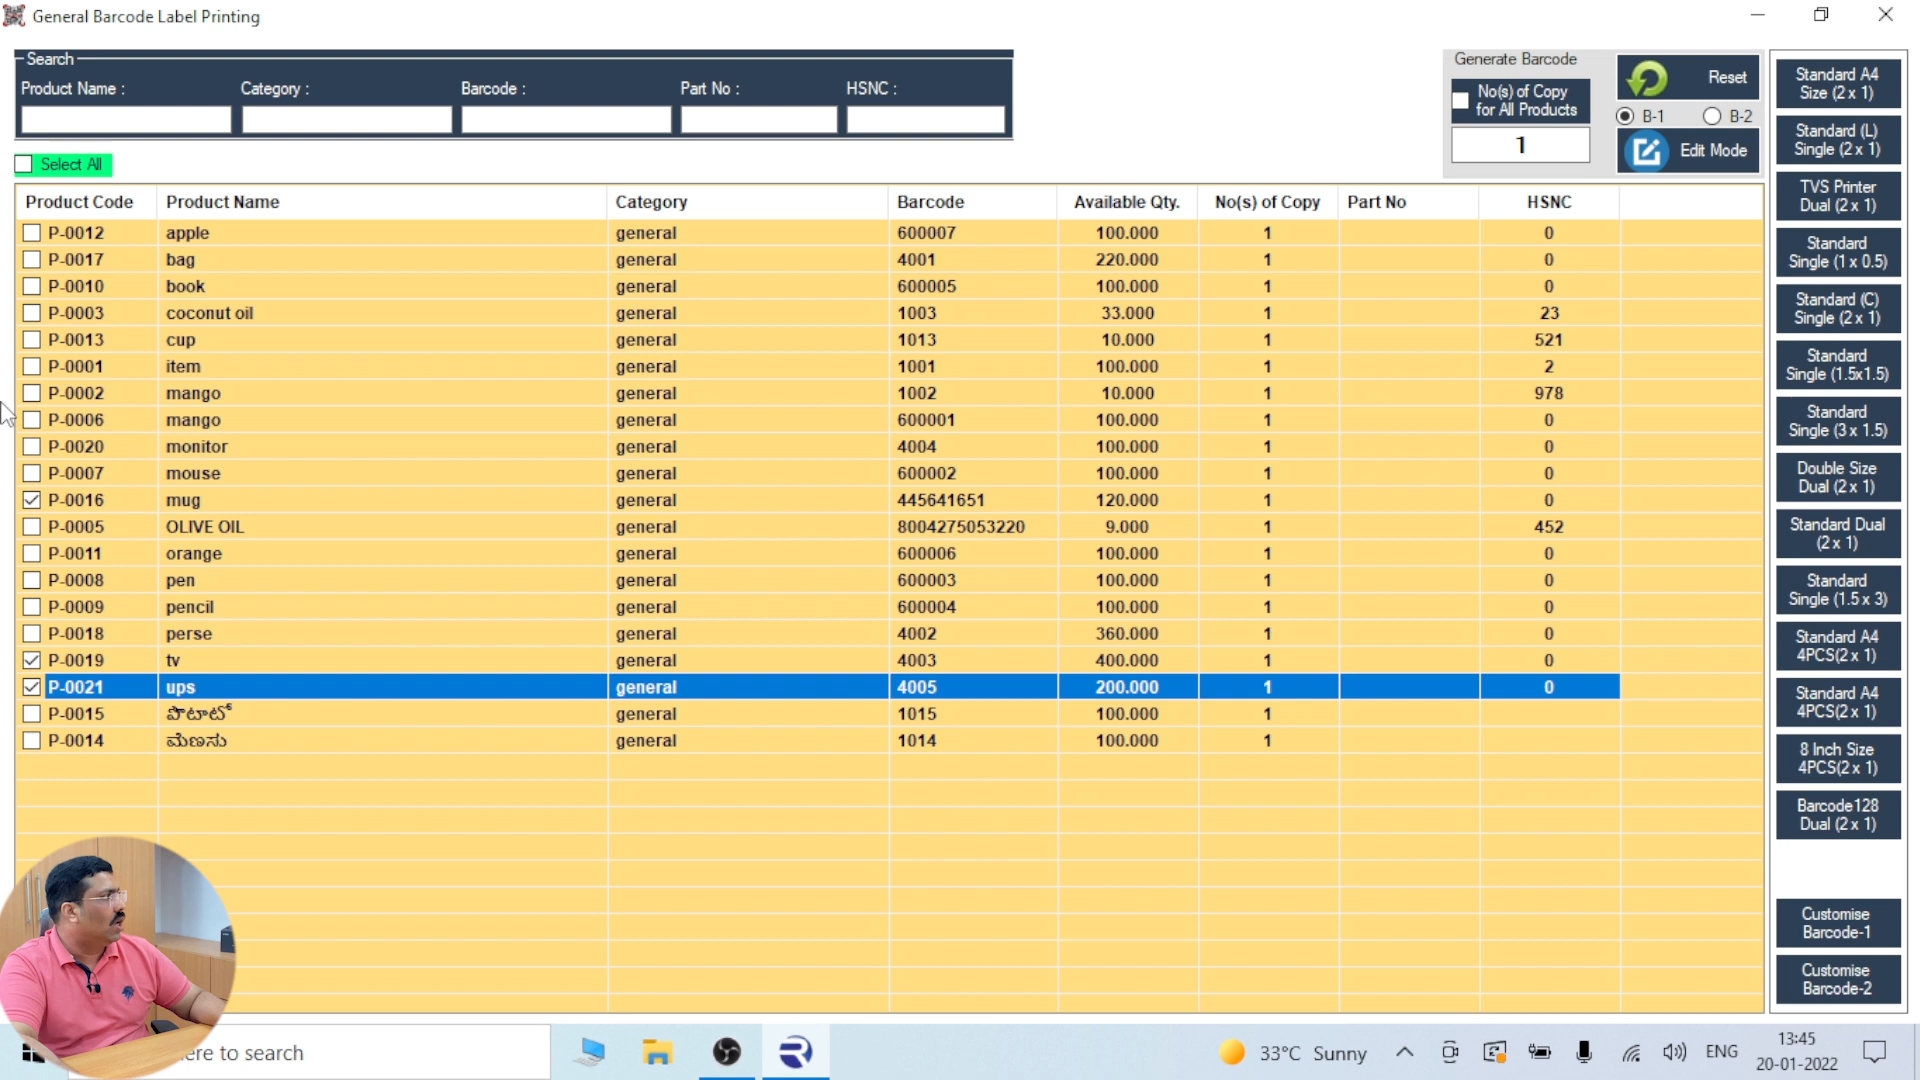 General Barcode Label Printing
Search
Product Name :
Category :
Barcode :
Part No :
HSNC :
Generate Barcode
No(s) of Copy
for All Products
1
Reset
B-1
B-2
Edit Mode
Select All
Product Code Product Name Category Barcode Available Qty. No(s) of Copy Part No HSNC
P-0012 apple general 600007 100.000 1 0
P-0017 bag general 4001 220.000 1 0
P-0010 book general 600005 100.000 1 0
P-0003 coconut oil general 1003 33.000 1 23
P-0013 cup general 1013 10.000 1 521
P-0001 item general 1001 100.000 1 2
P-0002 mango general 1002 10.000 1 978
P-0006 mango general 600001 100.000 1 0
P-0020 monitor general 4004 100.000 1 0
P-0007 mouse general 600002 100.000 1 0
P-0016 mug general 445641651 120.000 1 0
P-0005 OLIVE OIL general 8004275053220 9.000 1 452
P-0011 orange general 600006 100.000 1 0
P-0008 pen general 600003 100.000 1 0
P-0009 pencil general 600004 100.000 1 0
P-0018 perse general 4002 360.000 1 0
P-0019 tv general 4003 400.000 1 0
P-0021 ups general 4005 200.000 1 0
P-0015 ಪೊಟಾಟೋ general 1015 100.000 1
P-0014 ಮೆಣಸು general 1014 100.000 1
Standard A4
Size (2 x 1)
Standard (L)
Single (2 x 1)
TVS Printer
Dual (2 x 1)
Standard
Single (1 x 0.5)
Standard (C)
Single (2 x 1)
Standard
Single (1.5x1.5)
Standard
Single (3 x 1.5)
Double Size
Dual (2 x 1)
Standard Dual
(2 x 1)
Standard
Single (1.5 x 3)
Standard A4
4PCS(2 x 1)
Standard A4
4PCS(2 x 1)
8 Inch Size
4PCS(2 x 1)
Barcode128
Dual (2 x 1)
Customise
Barcode-1
Customise
Barcode-2
to search
33°C Sunny
ENG
13:45
20-01-2022